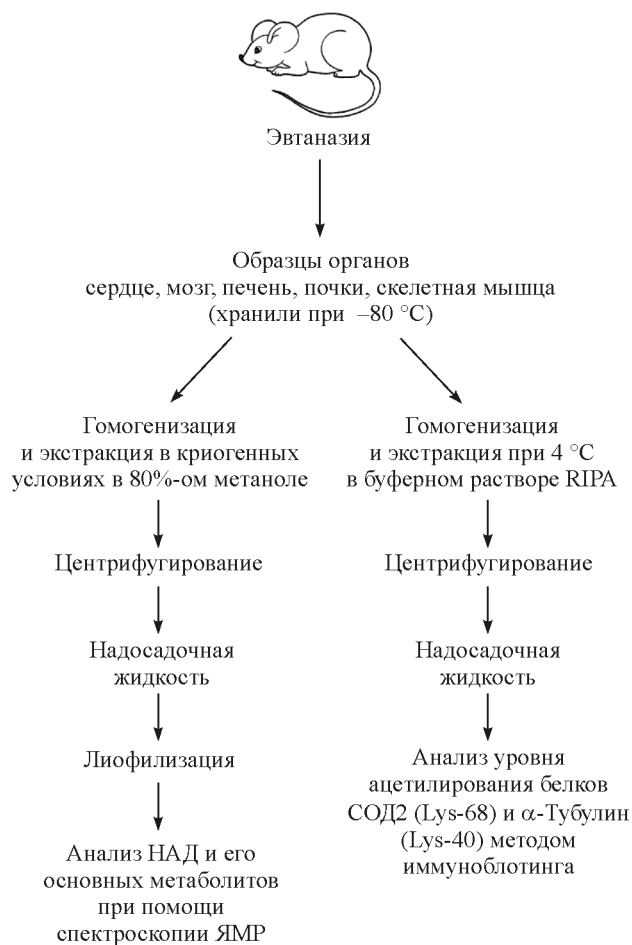 Эвтаназия
Образцы органов
сердце, мозг, печень, почки, скелетная мышца
(хранили при –80 °C)
Гомогенизация
и экстракция в криогенных
условиях в 80%-ом метаноле
Центрифугирование
Надосадочная
жидкость
Лиофилизация
Анализ НАД и его
основных метаболитов
при помощи
спектроскопии ЯМР
Гомогенизация
и экстракция при 4 °C
в буферном растворе RIPA
Центрифугирование
Надосадочная
жидкость
Анализ уровня
ацетилирования белков
СОД2 (Lys-68) и α-Тубулин
(Lys-40) методом
иммуноблотинга